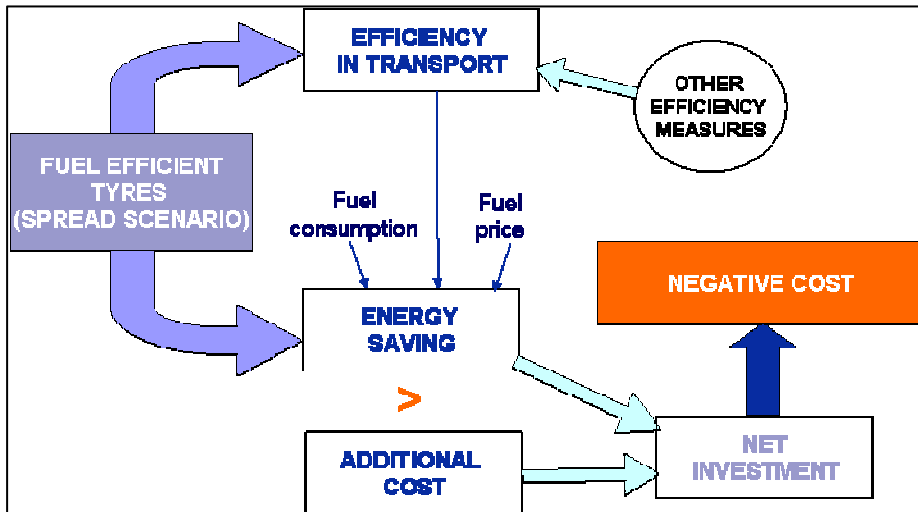 EFFICIENCY
IN TRANSPORT
OTHER
EFFICIENCY
MEASURES
FUEL EFFICIENT
TYRES
(SPREAD SCENARIO)
Fuel
consumption
Fuel
price
NEGATIVE COST
ENERGY
SAVING
>
ADDITIONAL
COST
NET
INVESTMENT